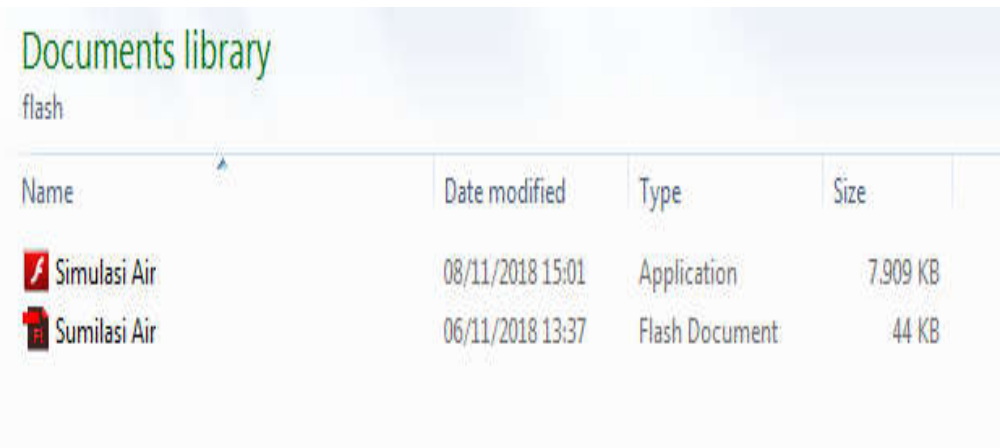 Documents library
flash
Name Date modified Type Size
Simulasi Air 08/11/2018 15:01 Application 7.909 KB
Sumilasi Air 06/11/2018 13:37 Flash Document 44 KB